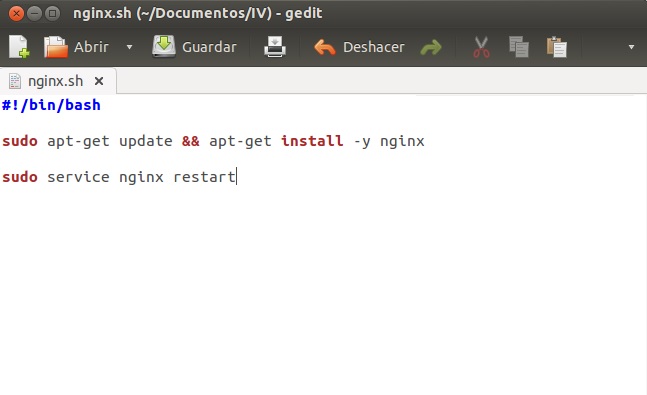 nginx.sh (~/Documentos/IV) - gedit
Abrir Guardar Deshacer
nginx.sh
#!/bin/bash
sudo apt-get update && apt-get install -y nginx
sudo service nginx restart